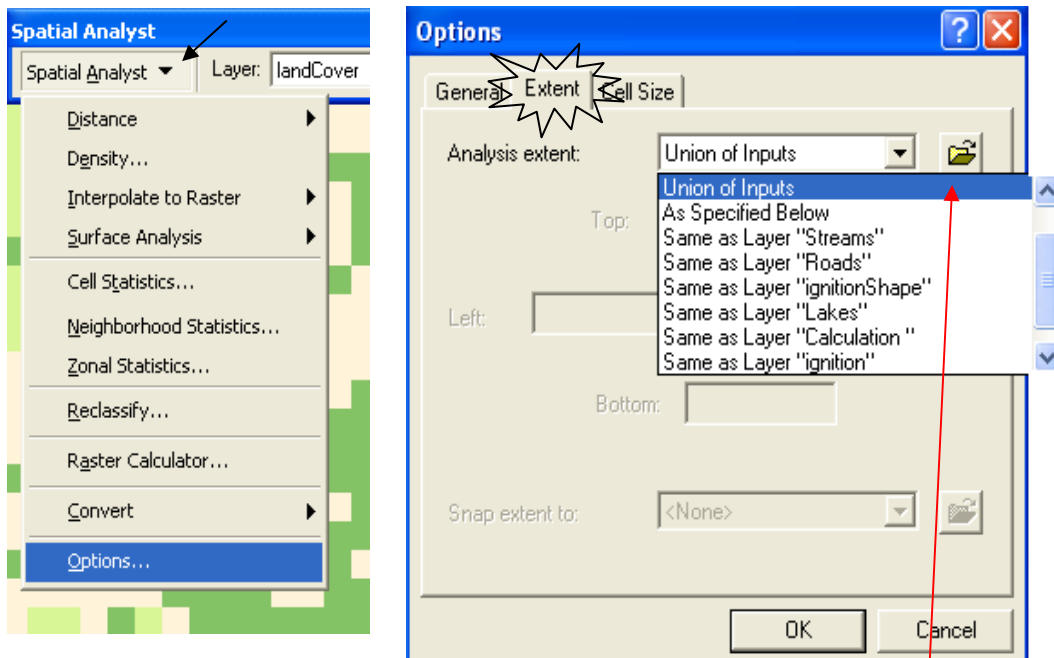 Spatial Analyst
Spatial Analyst Layer: landCover
Distance
Density...
Interpolate to Raster
Surface Analysis
Cell Statistics...
Neighborhood Statistics...
Zonal Statistics...
Reclassify...
Raster Calculator...
Convert
Options...
Options
General Extent Cell Size
Analysis extent: Union of Inputs
Union of Inputs
As Specified Below
Same as Layer "Streams"
Same as Layer "Roads"
Same as Layer "ignitionShape"
Same as Layer "Lakes"
Same as Layer "Calculation "
Same as Layer "ignition"
Top:
Left:
Bottom:
Snap extent to: <None>
OK Cancel